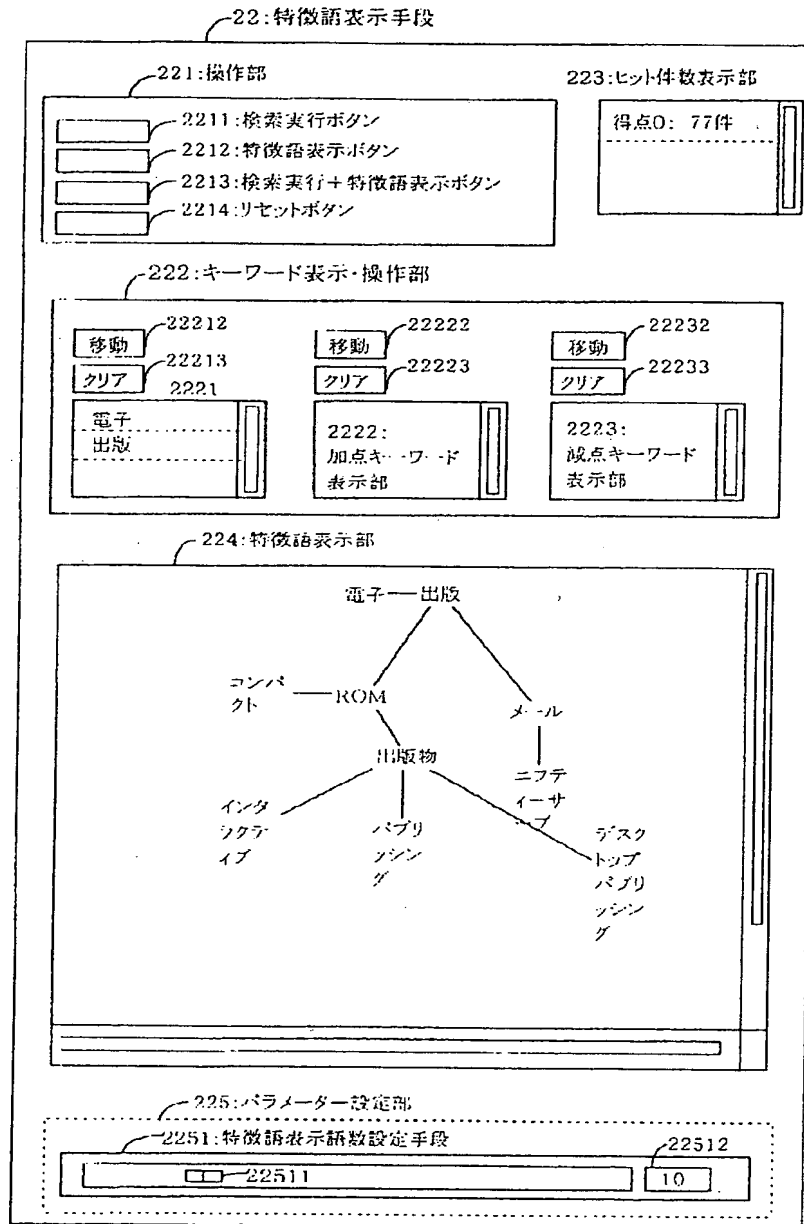 22:特徴語表示手段
221:操作部
223:ヒット件数表示部
2211:検索実行ボタン
2212:特徴語表示ボタン
2213:検索実行+特徴語表示ボタン
2214:リセットボタン
得点0: 77件
222:キーワード表示・操作部
移動
22212
クリア
22213
2221
電子
出版
移動
22222
クリア
22223
2222:
加点キーワード
表示部
移動
22232
クリア
22233
2223:
減点キーワード
表示部
224:特徴語表示部
電子 出版
コンパ
クト
ROM
メール
出版物
ニフテ
ィーサ
ーブ
インタ
ラクテ
ィブ
パブリ
ッシン
グ
デスク
トップ
パブリ
ッシン
グ
225:パラメーター設定部
2251:特徴語表示語数設定手段
22511
22512
10